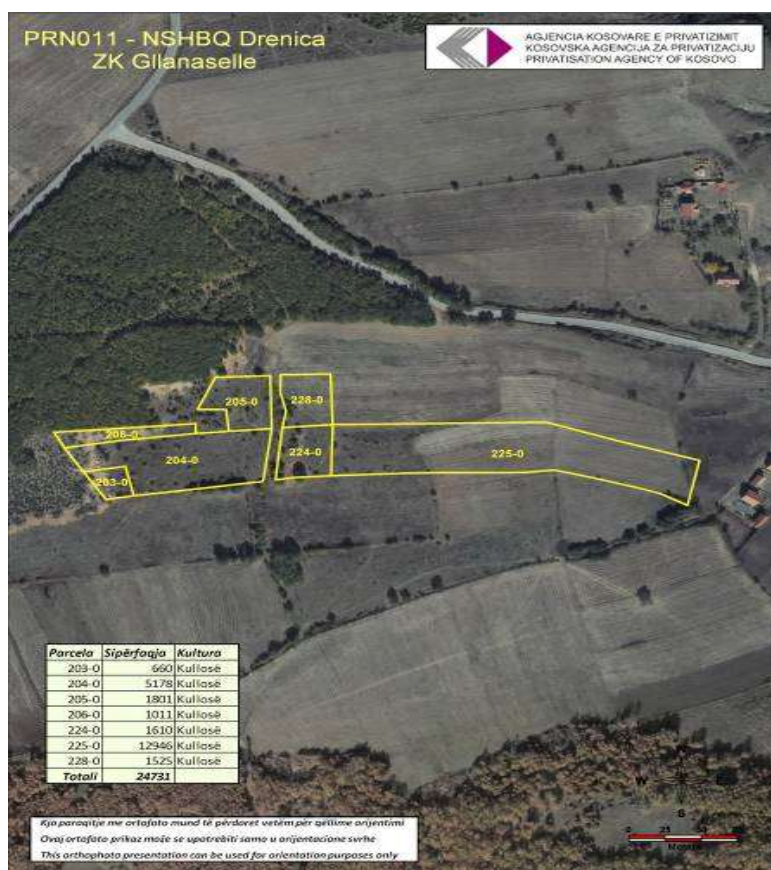 PRN011 - NSHBQ Drenica
ZK Gllanaselle
AGJENCIA KOSOVARE E PRIVATIZIMIT
KOSOVSKA AGENCIJA ZA PRIVATIZACIJU
PRIVATISATION AGENCY OF KOSOVO
205-0
228-0
206-0
204-0
224-0
225-0
203-0
Parcela Sipërfaqja Kultura
203-0 660 Kullosë
204-0 5178 Kullosë
205-0 1801 Kullosë
206-0 1011 Kullosë
224-0 1610 Kullosë
225-0 12946 Kullosë
228-0 1525 Kullosë
Totali 24731
W E
S
0 25
Kjo paraqitje me ortofoto mund të përdoret vetëm për qëllime orijentimi
Ovaj ortofoto prikaz može se upotrebiti samo u orijentacione svrhe
This orthophoto presentation can be used for orientation purposes only